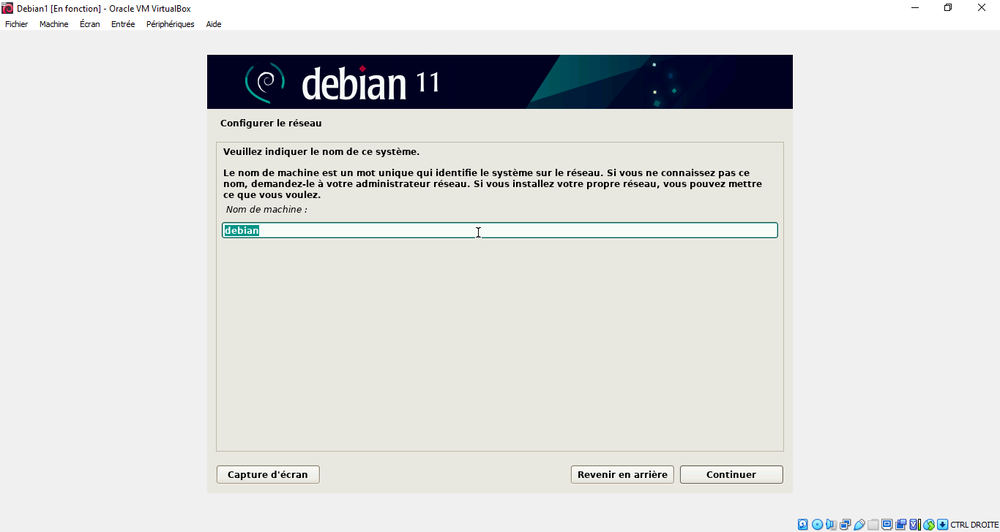 Debian1 [En fonction] - Oracle VM VirtualBox
Fichier Machine Écran Entrée Périphériques Aide
debian 11
Configurer le réseau
Veuillez indiquer le nom de ce système.
Le nom de machine est un mot unique qui identifie le système sur le réseau. Si vous ne connaissez pas ce
nom, demandez-le à votre administrateur réseau. Si vous installez votre propre réseau, vous pouvez mettre
ce que vous voulez.
Nom de machine :
debian
Capture d'écran Revenir en arrière Continuer
CTRL DROITE